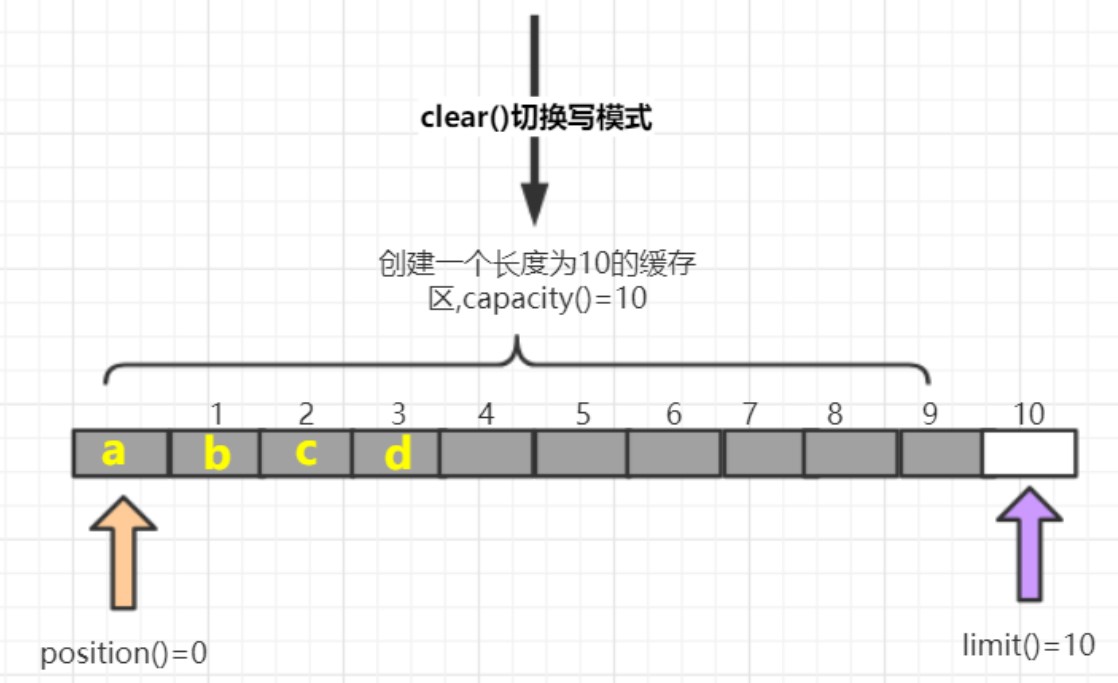 clear()切换写模式
创建一个长度为10的缓存
区,capacity()=10
1 2 3 4 5 6 7 8 9 10
a b c d
position()=0
limit()=10